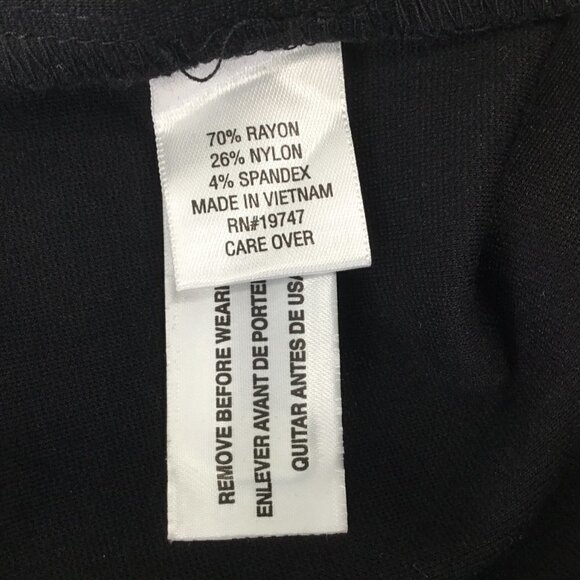 70% RAYON
26% NYLON
4% SPANDEX
MADE IN VIETNAM
RN#19747
CARE OVER
REMOVE BEFORE
ENLEVER AVANT DE
QUITAR ANTES DE